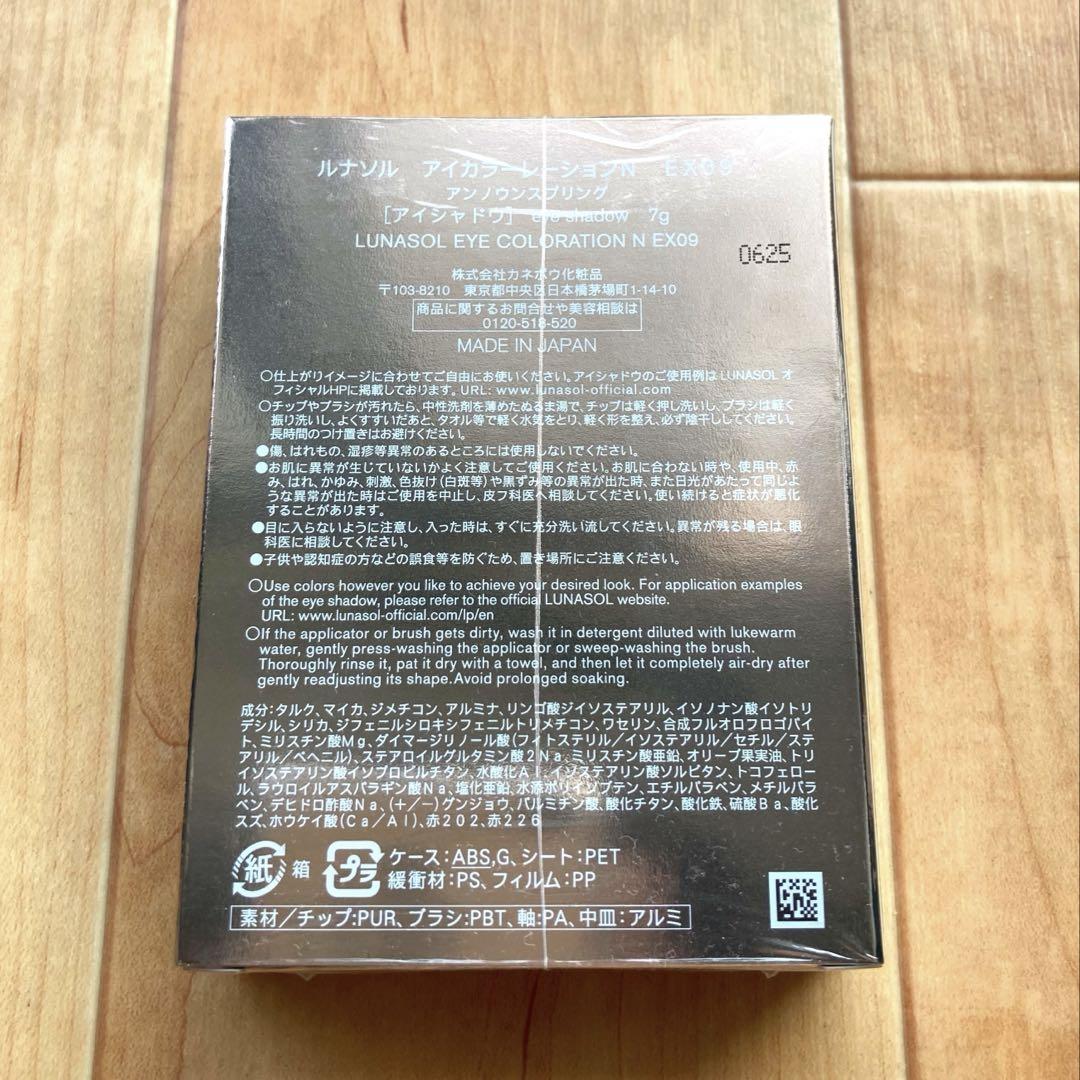 ルナソル アイカラーレーションN EX09
アンノウンスプリング
[アイシャドウ] eye shadow 7g
LUNASOL EYE COLORATION N EX09
0625
株式会社カネボウ化粧品
〒103-8210 東京都中央区日本橋茅場町1-14-10
商品に関するお問合せや美容相談は
0120-518-520
MADE IN JAPAN
○仕上がりイメージに合わせてご自由にお使いください。アイシャドウのご使用例は LUNASOL オ
フィシャルHPに掲載しております。URL: www.lunasol-official.com
○チップやブラシが汚れたら、中性洗剤を薄めたぬるま湯で、チップは軽く押し洗いし、ブラシは軽く
振り洗いし、よくすすいだあと、タオル等で軽く水気をとり、軽く形を整え、必ず陰干ししてください。
長時間のつけ置きはお避けください。
●傷、はれもの、湿疹等異常のあるところには使用しないでください。
●お肌に異常が生じていないかよく注意してご使用ください。お肌に合わない時や、使用中、赤
み、はれ、かゆみ、刺激、色抜け(白斑等)や黒ずみ等の異常が出た時、また日光があたって同じよ
うな異常が出た時はご使用を中止し、皮フ科医へ相談してください。使い続けると症状が悪化
することがあります。
●目に入らないように注意し、入った時は、すぐに充分洗い流してください。異常が残る場合は、眼
科医に相談してください。
●子供や認知症の方などの誤食等を防ぐため、置き場所にご注意ください。
○Use colors however you like to achieve your desired look. For application examples
of the eye shadow, please refer to the official LUNASOL website.
URL: www.lunasol-official.com/lp/en
○If the applicator or brush gets dirty, wash it in detergent diluted with lukewarm
water, gently press-washing the applicator or sweep-washing the brush.
Thoroughly rinse it, pat it dry with a towel, and then let it completely air-dry after
gently readjusting its shape.Avoid prolonged soaking.
成分:タルク、マイカ、ジメチコン、アルミナ、リンゴ酸ジイソステアリル、イソノナン酸イソトリ
デシル、シリカ、ジフェニルシロキシフェニルトリメチコン、ワセリン、合成フルオロフロゴパイ
ト、ミリスチン酸Mg、ダイマージリノール酸(フィトステリル/イソステアリル/セチル/ステ
アリル/ベヘニル)、ステアロイルグルタミン酸2Na、ミリスチン酸亜鉛、オリーブ果実油、トリ
イソステアリン酸イソプロピルチタン、水酸化Al、イソステアリン酸ソルビタン、トコフェロー
ル、ラウロイルアスパラギン酸Na、塩化亜鉛、水添ポリイソブテン、エチルパラベン、メチルパラ
ベン、デヒドロ酢酸Na、(+/-)グンジョウ、パルミチン酸、酸化チタン、酸化鉄、硫酸Ba、酸化
スズ、ホウケイ酸(Ca/Al)、赤202、赤226
紙 箱 プラ ケース:ABS,G、シート:PET
緩衝材:PS、フィルム:PP
素材/チップ:PUR、ブラシ:PBT、軸:PA、中皿:アルミ